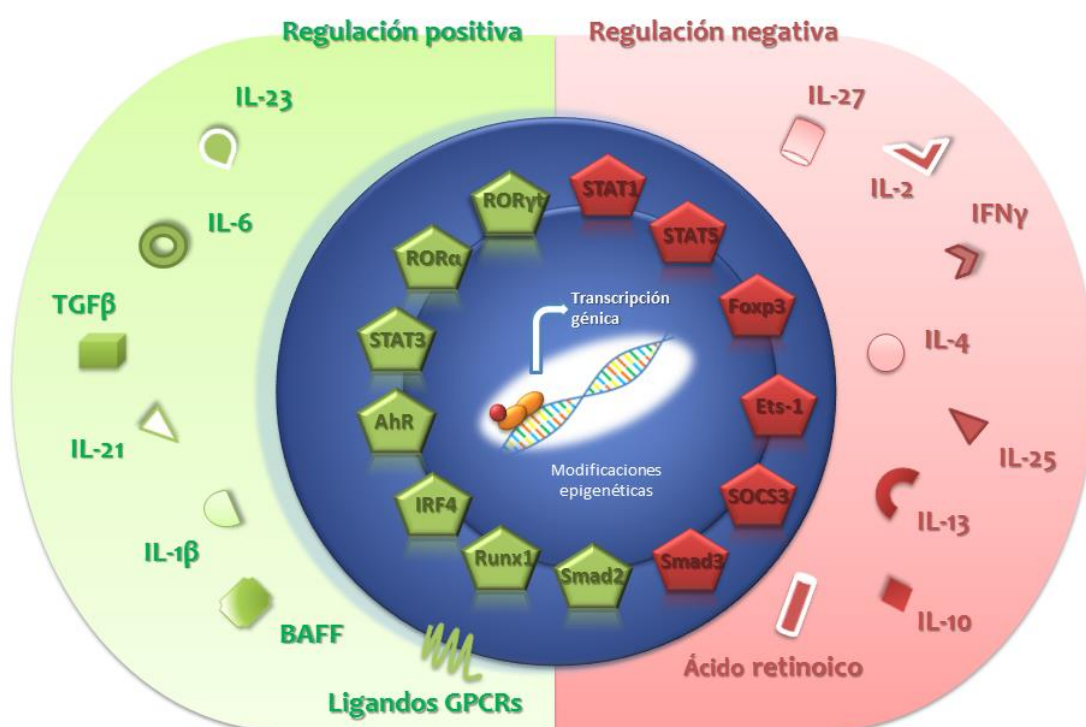 Regulación positiva
Regulación negativa
IL-23
IL-6
TGFβ
IL-21
IL-1β
BAFF
Ligandos GPCRs
RORγt
RORα
STAT3
AhR
IRF4
Runx1
Smad2
STAT1
STAT5
Foxp3
Ets-1
SOCS3
Smad3
Transcripción
génica
Modificaciones
epigenéticas
IL-27
IL-2
IFNγ
IL-4
IL-25
IL-13
IL-10
Ácido retinoico